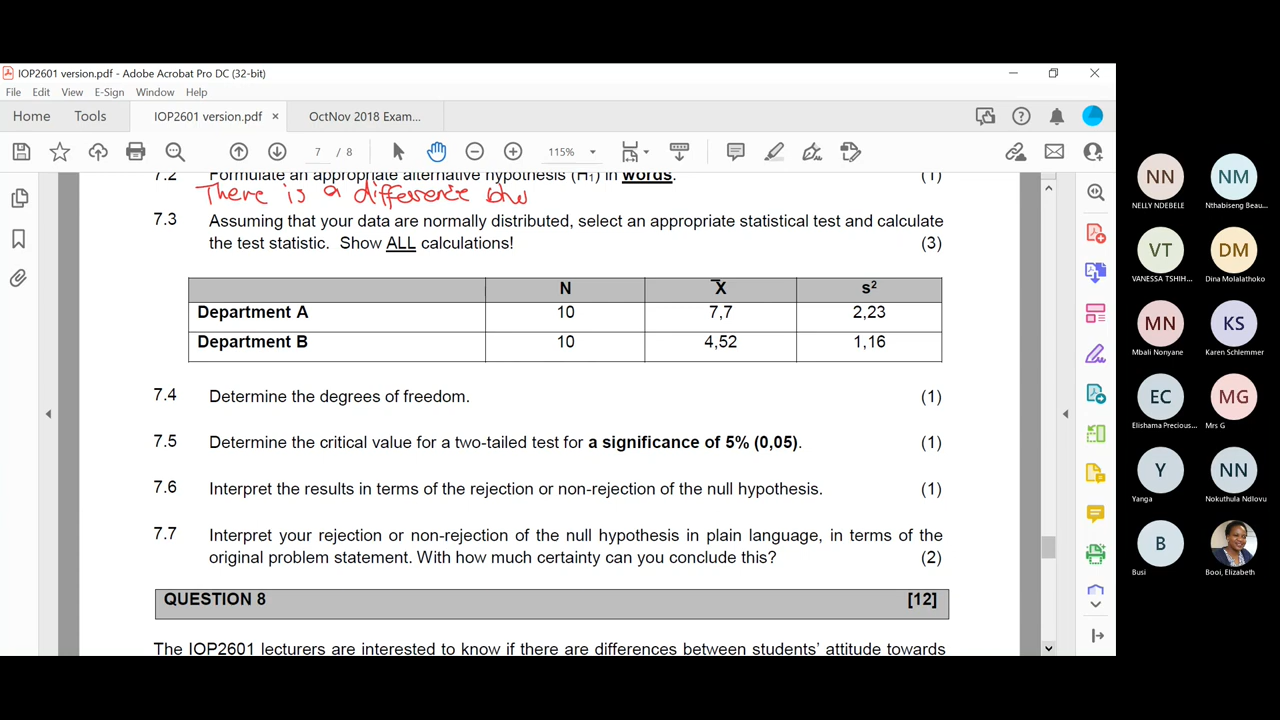 IOP2601 version.pdf - Adobe Acrobat Pro DC (32-bit)
File Edit View E-Sign Window Help
Home Tools IOP2601 version.pdf × OctNov 2018 Exam...
7 / 8 115%
7.2 Formulate an appropriate alternative hypothesis (H1) in words. (1)
There is a difference btw
7.3 Assuming that your data are normally distributed, select an appropriate statistical test and calculate
the test statistic. Show ALL calculations! (3)
N X̅ s²
Department A 10 7,7 2,23
Department B 10 4,52 1,16
7.4 Determine the degrees of freedom. (1)
7.5 Determine the critical value for a two-tailed test for a significance of 5% (0,05). (1)
7.6 Interpret the results in terms of the rejection or non-rejection of the null hypothesis. (1)
7.7 Interpret your rejection or non-rejection of the null hypothesis in plain language, in terms of the
original problem statement. With how much certainty can you conclude this? (2)
QUESTION 8 [12]
The IOP2601 lecturers are interested to know if there are differences between students' attitude towards
NN NM
NELLY NDEBELE Nthabiseng Beau...
VT DM
VANESSA TSHIH... Dina Molalathoko
MN KS
Mbali Nonyane Karen Schlemmer
EC MG
Elishama Precious... Mrs G
Y NN
Yanga Nokuthula Ndlovu
B
Busi Booi, Elizabeth